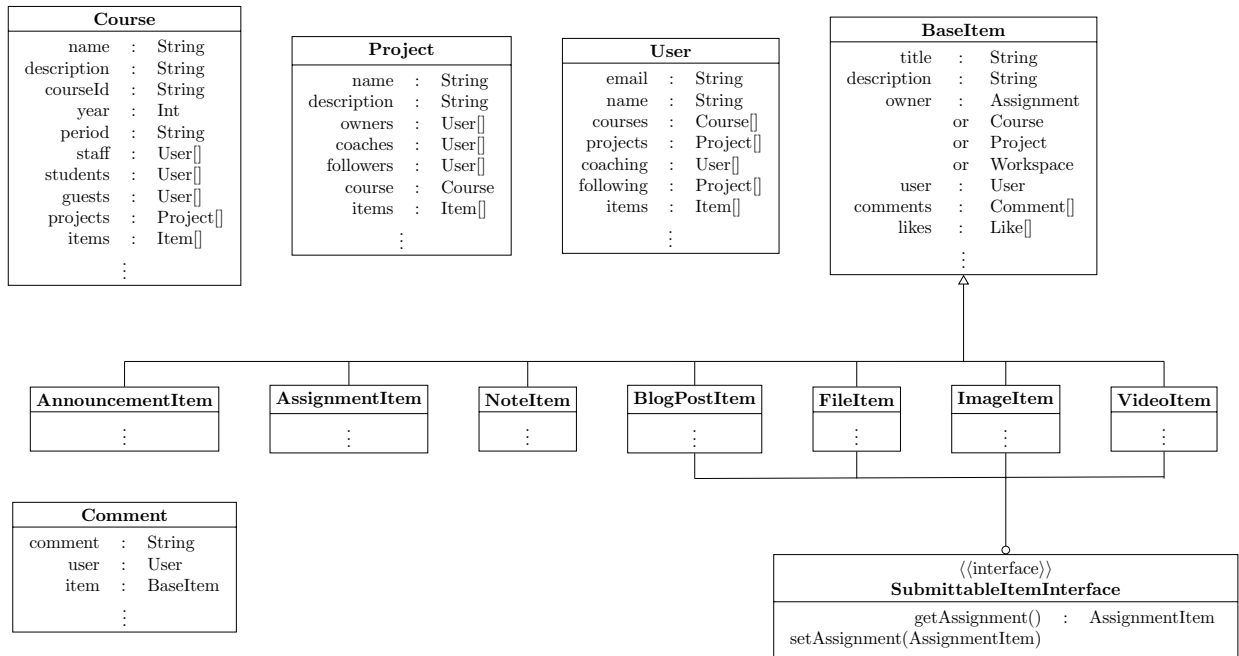 Course
name : String
description : String
courseId : String
year : Int
period : String
staff : User[]
students : User[]
guests : User[]
projects : Project[]
items : Item[]
⋮
Project
name : String
description : String
owners : User[]
coaches : User[]
followers : User[]
course : Course
items : Item[]
⋮
User
email : String
name : String
courses : Course[]
projects : Project[]
coaching : User[]
following : Project[]
items : Item[]
⋮
BaseItem
title : String
description : String
owner : Assignment
or Course
or Project
or Workspace
user : User
comments : Comment[]
likes : Like[]
⋮
AnnouncementItem
⋮
AssignmentItem
⋮
NoteItem
⋮
BlogPostItem
⋮
FileItem
⋮
ImageItem
⋮
VideoItem
⋮
Comment
comment : String
user : User
item : BaseItem
⋮
⟨⟨interface⟩⟩
SubmittableItemInterface
getAssignment() : AssignmentItem
setAssignment(AssignmentItem)